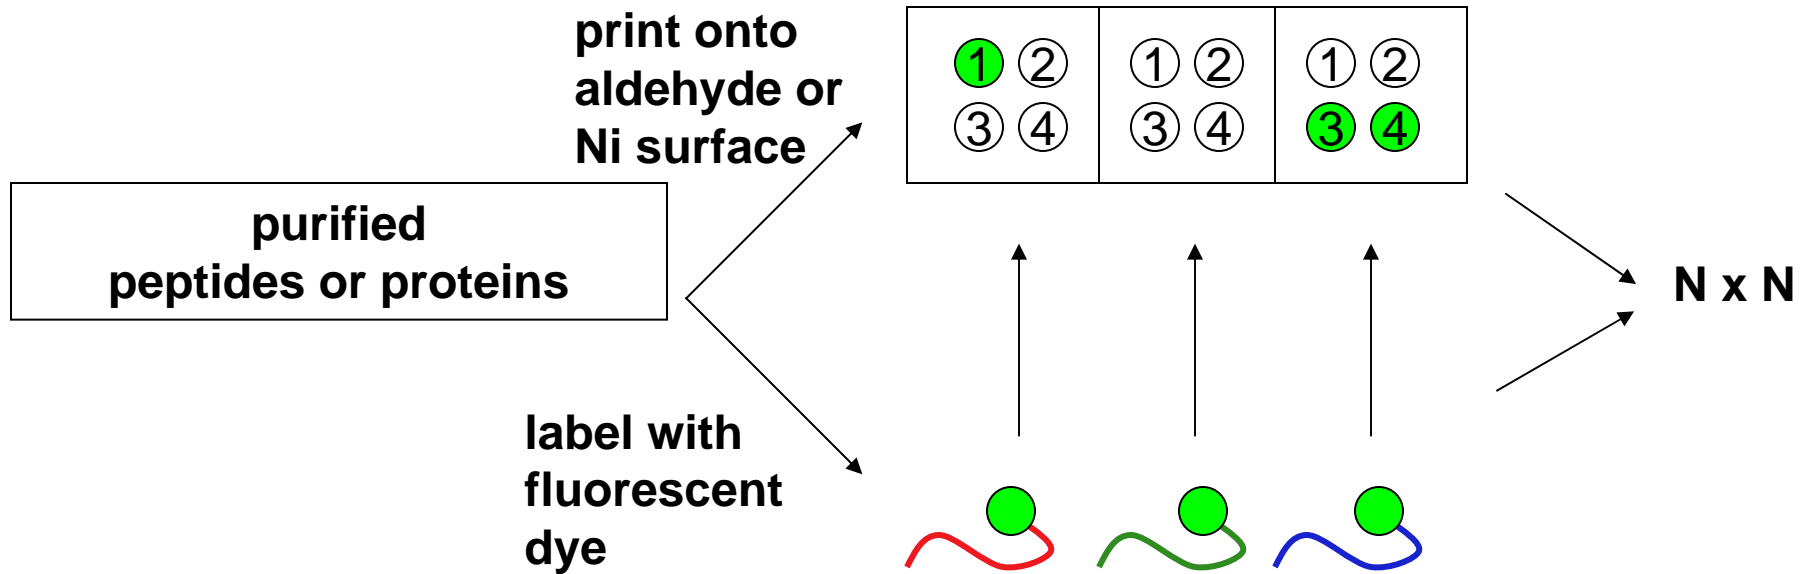 print onto
aldehyde or
Ni surface
1 2 1 2 1 2
3 4 3 4 3 4
purified
peptides or proteins
N x N
label with
fluorescent
dye